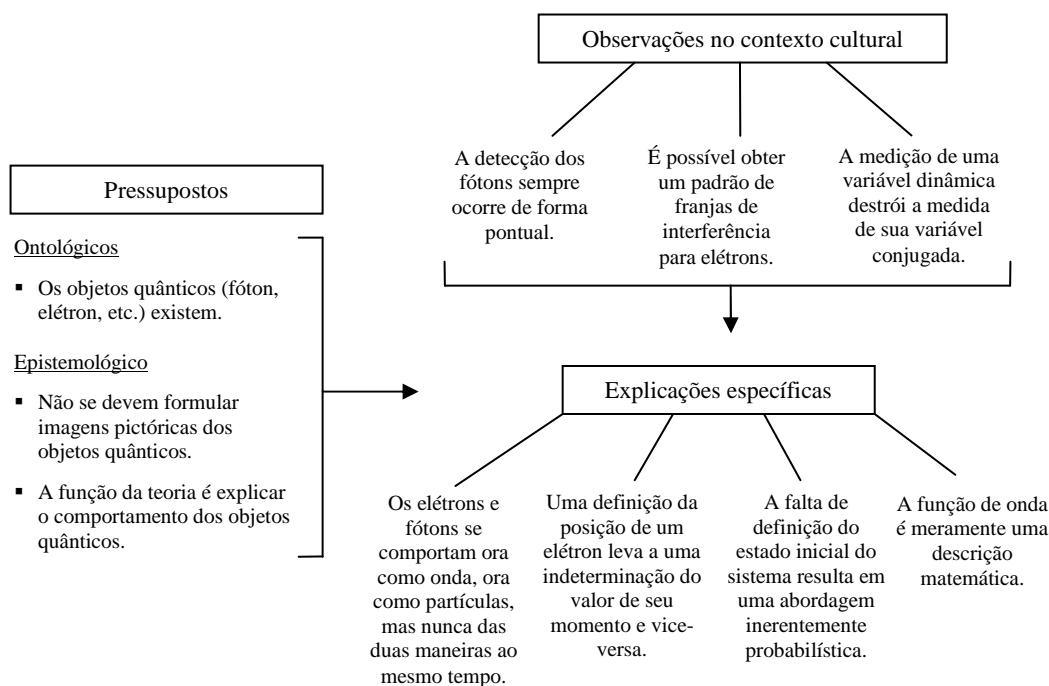 Observações no contexto cultural
A detecção dos
fótons sempre
ocorre de forma
pontual.
É possível obter
um padrão de
franjas de
interferência
para elétrons.
A medição de uma
variável dinâmica
destrói a medida
de sua variável
conjugada.
Pressupostos
Ontológicos
▪ Os objetos quânticos (fóton,
elétron, etc.) existem.
Epistemológico
▪ Não se devem formular
imagens pictóricas dos
objetos quânticos.
▪ A função da teoria é explicar
o comportamento dos objetos
quânticos.
Explicações específicas
Os elétrons e
fótons se
comportam ora
como onda, ora
como partículas,
mas nunca das
duas maneiras ao
mesmo tempo.
Uma definição da
posição de um
elétron leva a uma
indeterminação do
valor de seu
momento e vice-
versa.
A falta de
definição do
estado inicial do
sistema resulta em
uma abordagem
inerentemente
probabilística.
A função de onda
é meramente uma
descrição
matemática.